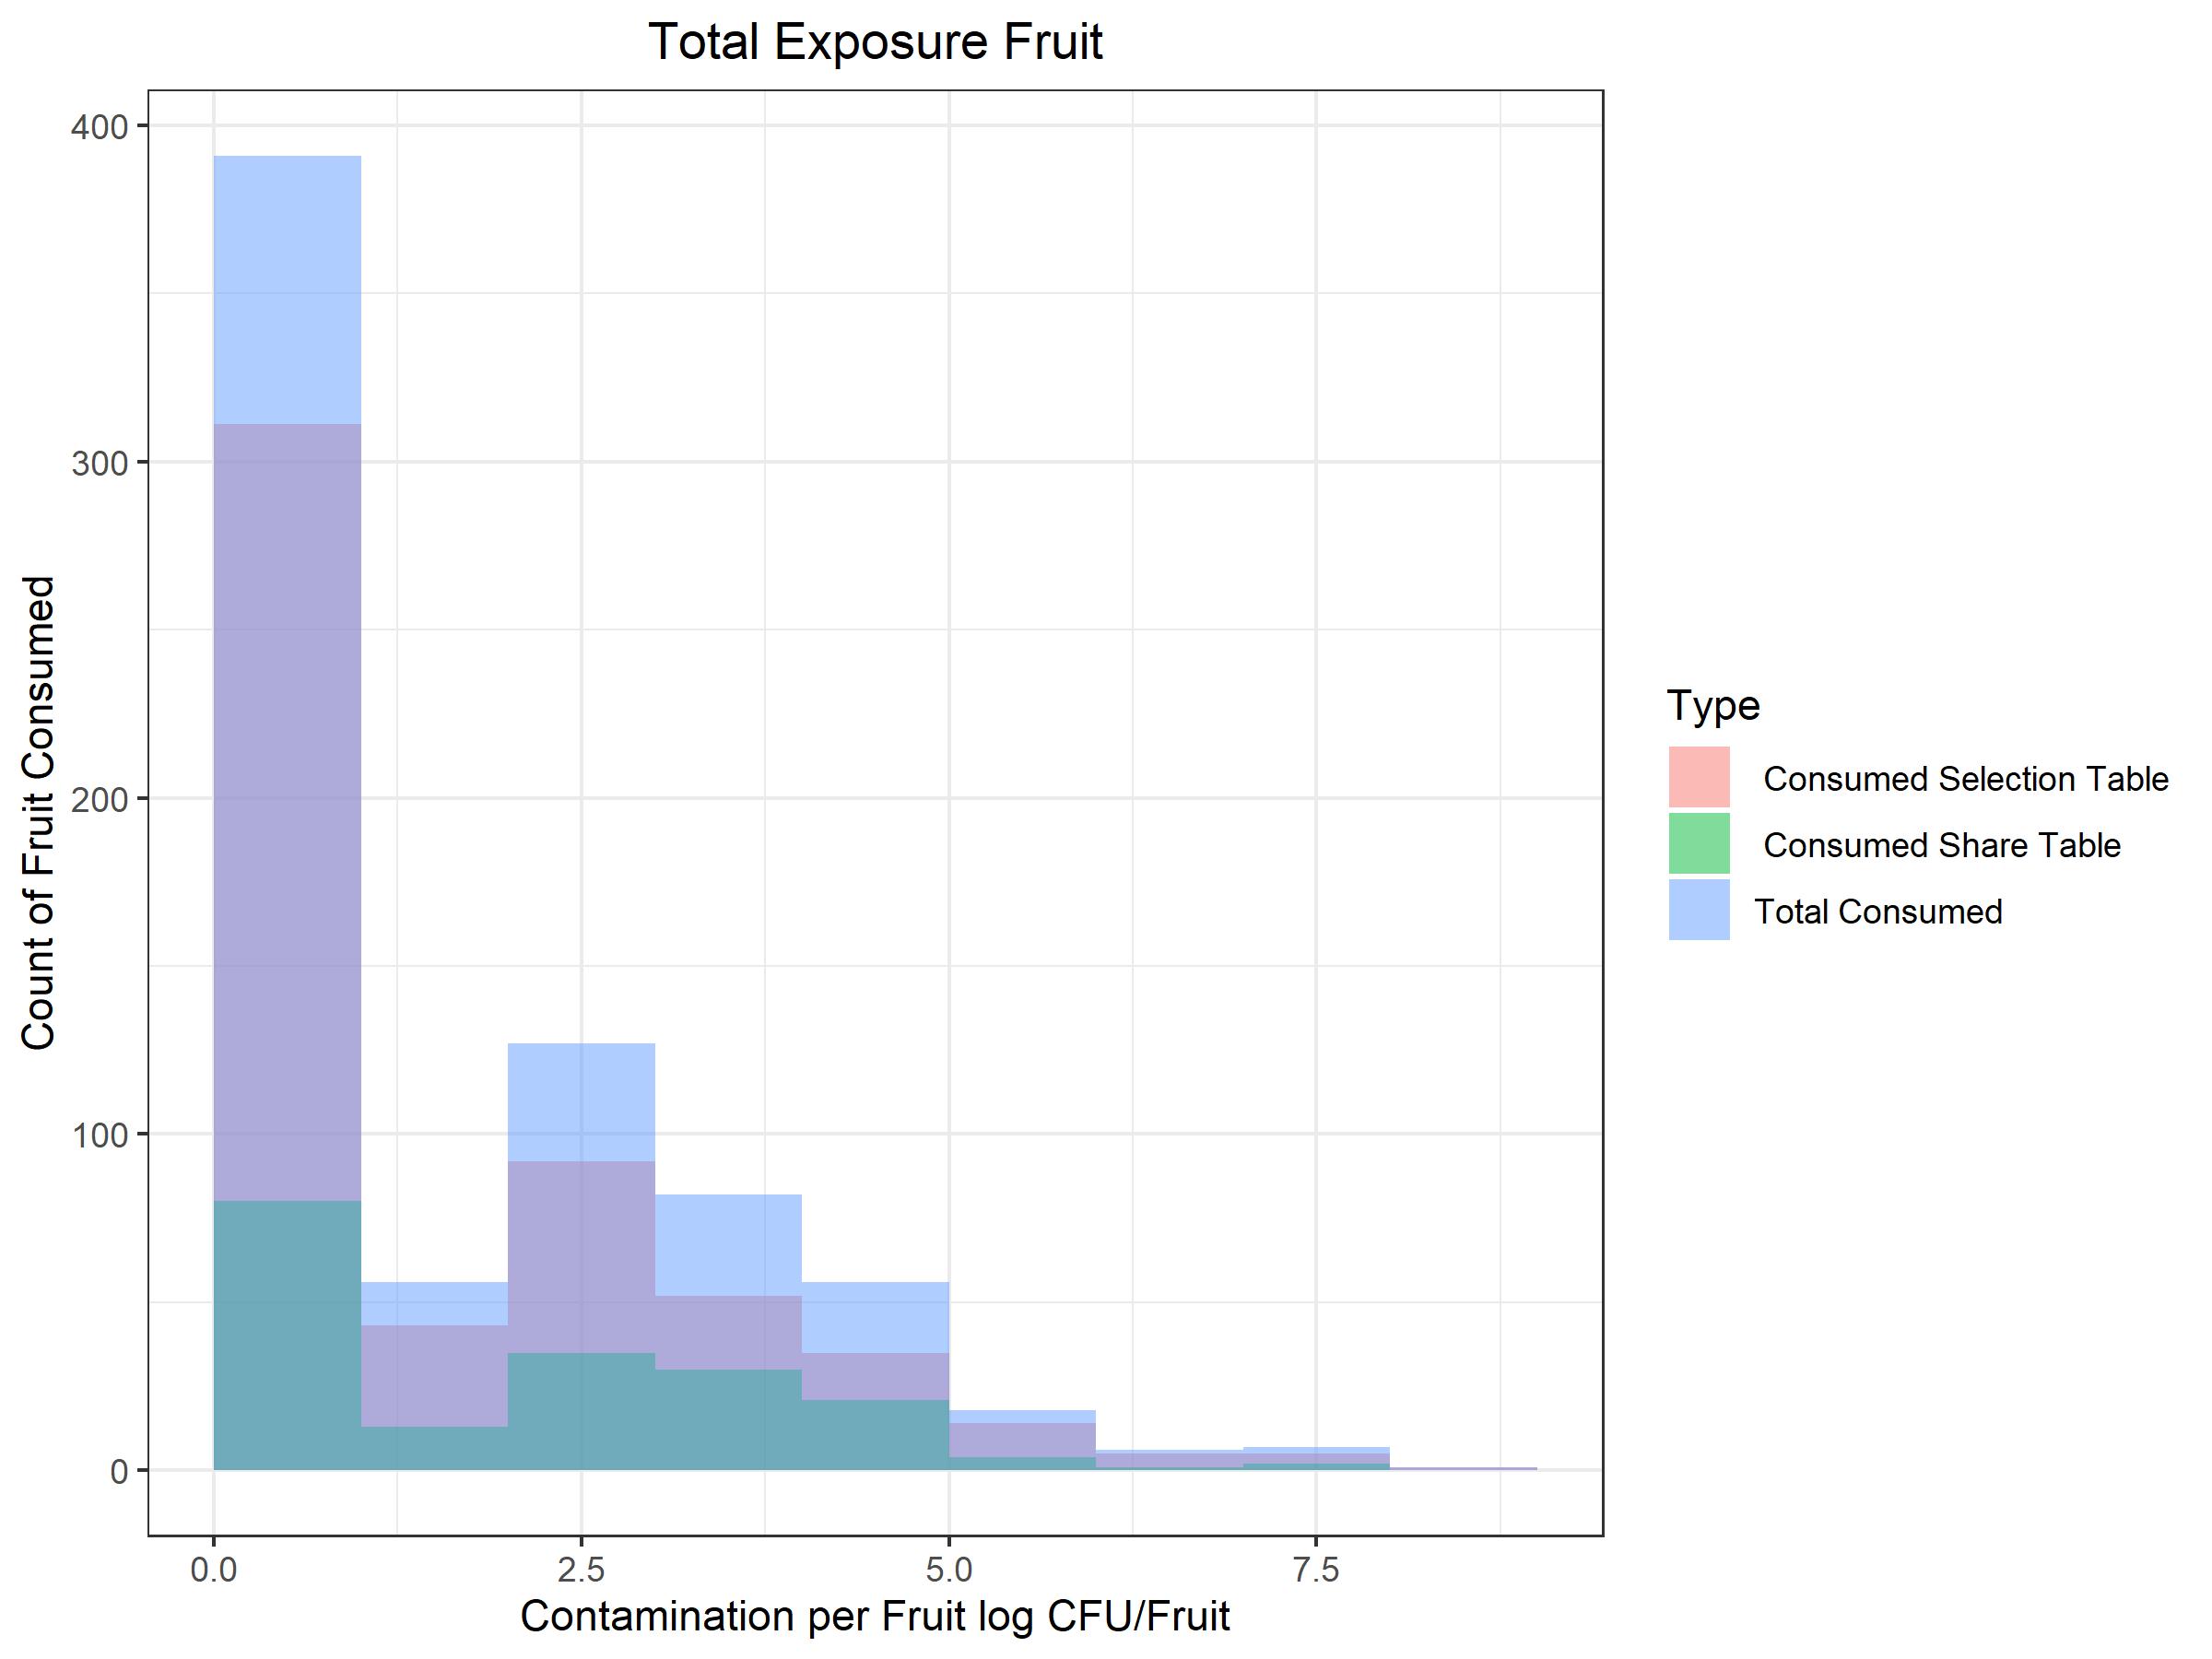 Total Exposure Fruit
400
300
200
100
0
Count of Fruit Consumed
0.0 2.5 5.0 7.5
Contamination per Fruit log CFU/Fruit
Type
Consumed Selection Table
Consumed Share Table
Total Consumed